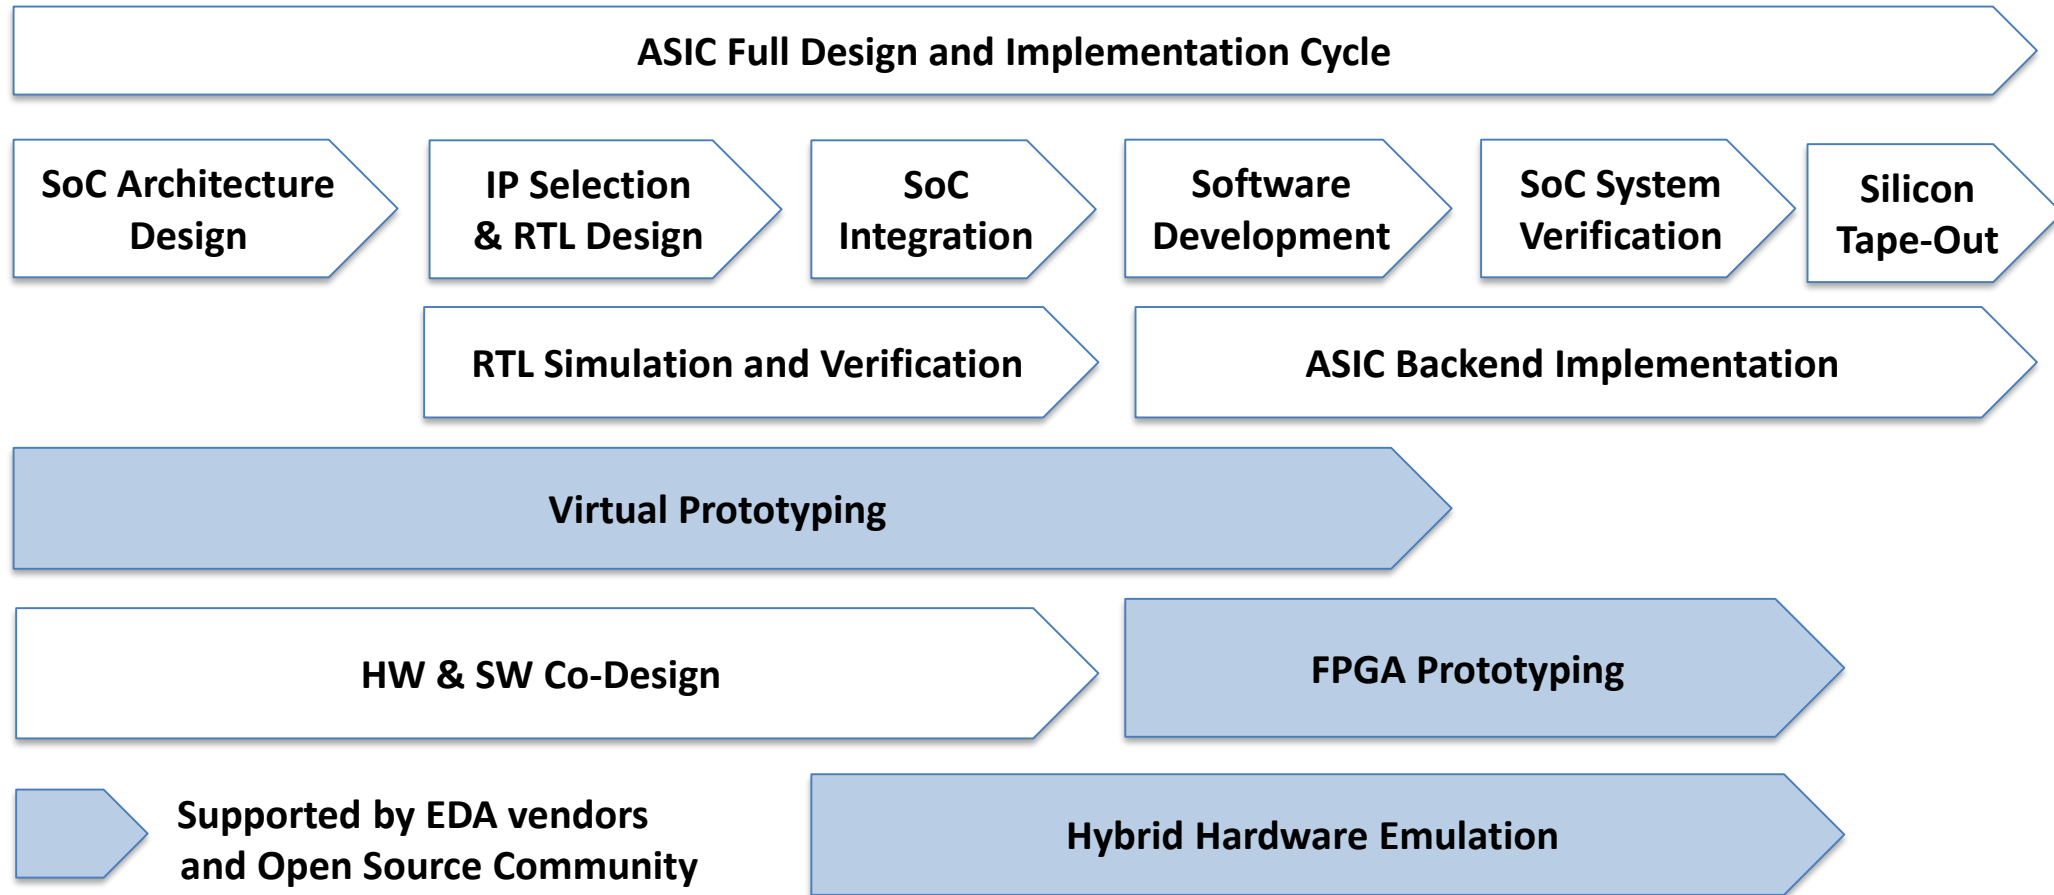 ASIC Full Design and Implementation Cycle
SoC Architecture
Design
IP Selection
& RTL Design
SoC
Integration
Software
Development
SoC System
Verification
Silicon
Tape-Out
RTL Simulation and Verification
ASIC Backend Implementation
Virtual Prototyping
HW & SW Co-Design
FPGA Prototyping
Supported by EDA vendors
and Open Source Community
Hybrid Hardware Emulation